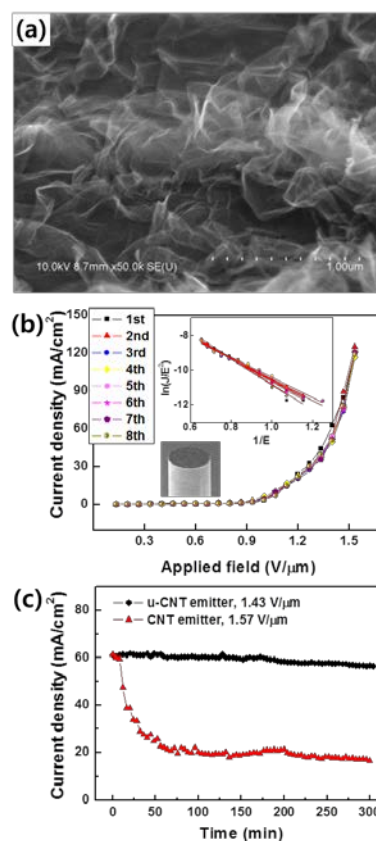 (a)
10.0kV 8.7mm x50.0k SE(U)
1.00um
(b)
Current density (mA/cm²)
150
120
90
60
30
0
1st
2nd
3rd
4th
5th
6th
7th
8th
ln(J/E²)
-8
-10
-12
0.6
0.8
1.0
1.2
1.4
1/E
0.3
0.6
0.9
1.2
1.5
Applied field (V/μm)
(c)
Current density (mA/cm²)
80
60
40
20
0
u-CNT emitter, 1.43 V/μm
CNT emitter, 1.57 V/μm
0
50
100
150
200
250
300
Time (min)